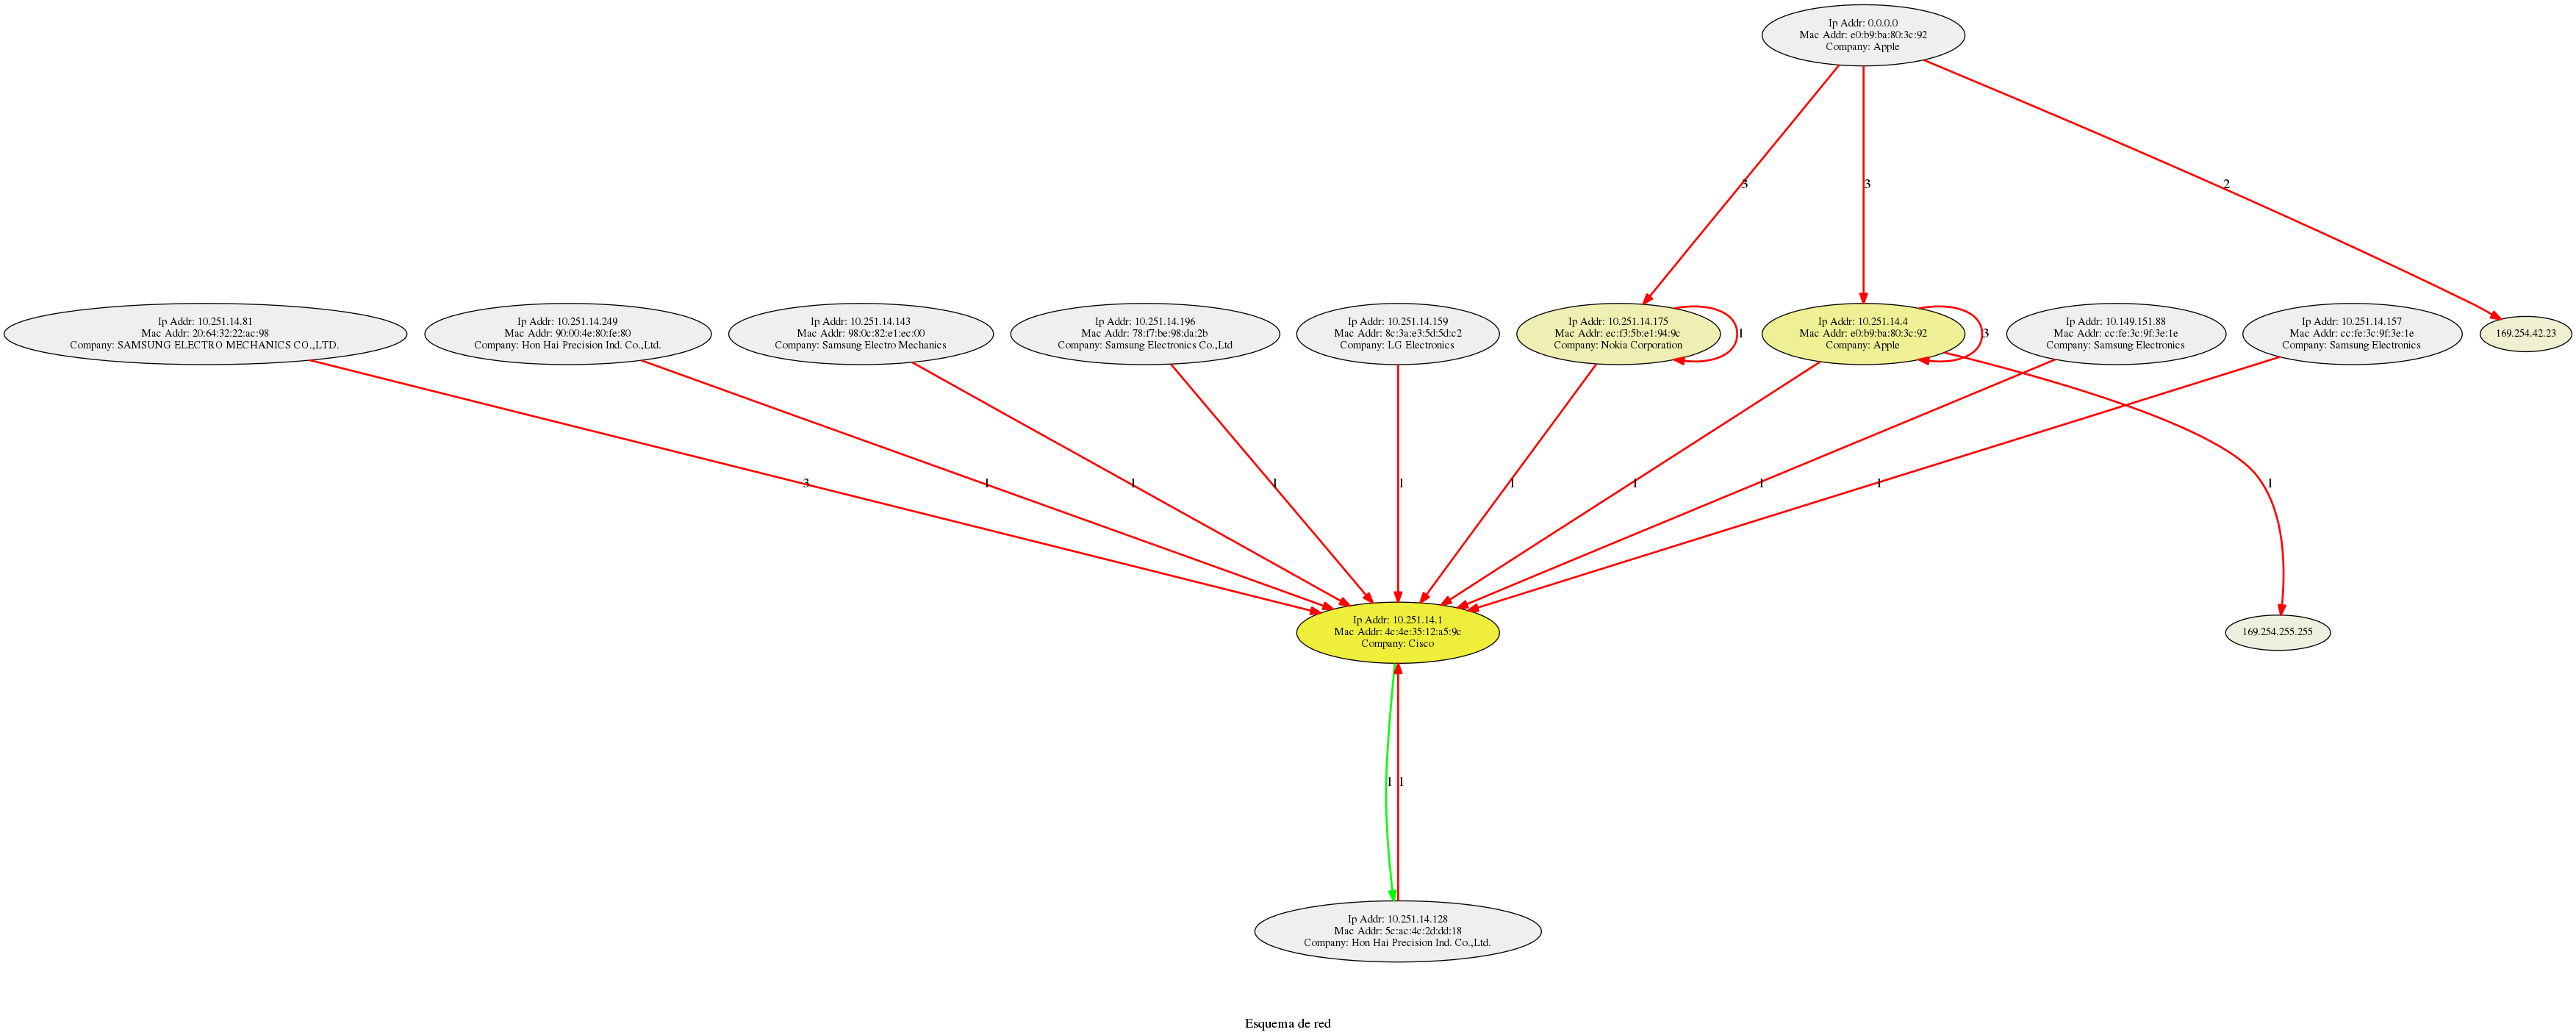 Ip Addr: 0.0.0.0
Mac Addr: e0:b9:ba:80:3c:92
Company: Apple
3
3
2
Ip Addr: 10.251.14.81
Mac Addr: 20:64:32:22:ac:98
Company: SAMSUNG ELECTRO MECHANICS CO.,LTD.
Ip Addr: 10.251.14.249
Mac Addr: 90:00:4e:80:fe:80
Company: Hon Hai Precision Ind. Co.,Ltd.
Ip Addr: 10.251.14.143
Mac Addr: 98:0c:82:e1:ec:00
Company: Samsung Electro Mechanics
Ip Addr: 10.251.14.196
Mac Addr: 78:f7:be:98:da:2b
Company: Samsung Electronics Co.,Ltd
Ip Addr: 10.251.14.159
Mac Addr: 8c:3a:e3:5d:5d:c2
Company: LG Electronics
Ip Addr: 10.251.14.175
Mac Addr: ec:f3:5b:e1:94:9c
Company: Nokia Corporation
1
Ip Addr: 10.251.14.4
Mac Addr: e0:b9:ba:80:3c:92
Company: Apple
3
Ip Addr: 10.149.151.88
Mac Addr: cc:fe:3c:9f:3e:1e
Company: Samsung Electronics
Ip Addr: 10.251.14.157
Mac Addr: cc:fe:3c:9f:3e:1e
Company: Samsung Electronics
169.254.42.23
3
1
1
1
1
1
1
1
1
1
Ip Addr: 10.251.14.1
Mac Addr: 4c:4e:35:12:a5:9c
Company: Cisco
169.254.255.255
1
1
Ip Addr: 10.251.14.128
Mac Addr: 5c:ac:4c:2d:dd:18
Company: Hon Hai Precision Ind. Co.,Ltd.
Esquema de red